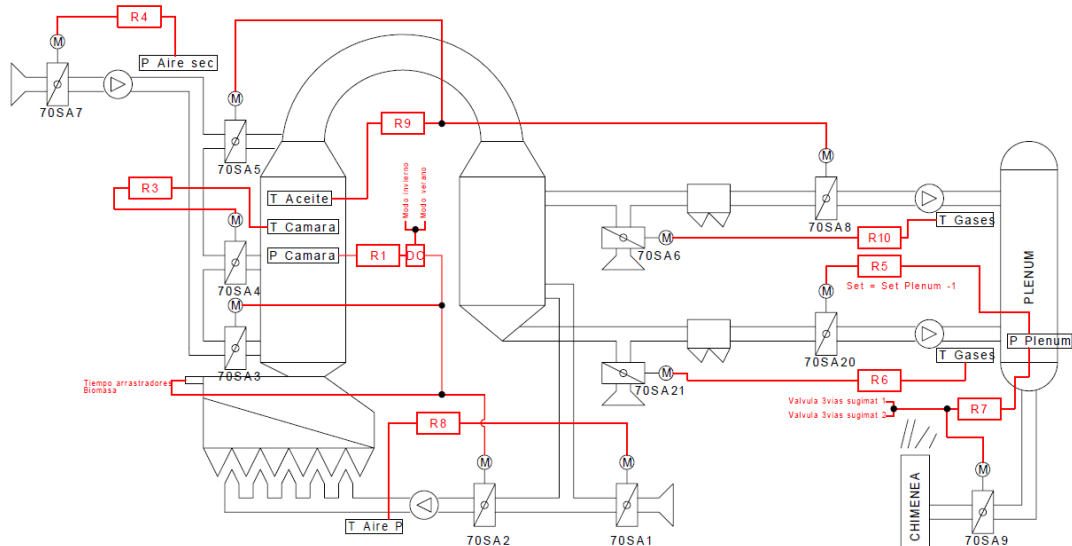 R4
M
P Aire sec
70SA7
M
70SA5
R9
M
70SA8
R3
M
70SA4
T Aceite
T Camara
P Camara
R1
DC
Modo invierno
Modo verano
M
70SA6
R10
T Gases
M
R5
Set = Set Plenum -1
70SA20
PLENUM
P Plenum
T Gases
M
70SA3
M
70SA21
R6
Tiempo arrastradores
Biomasa
Valvula 3vias sugimat 1
Valvula 3vias sugimat 2
R7
R8
M
70SA2
M
70SA1
T Aire P
CHIMENEA
M
70SA9